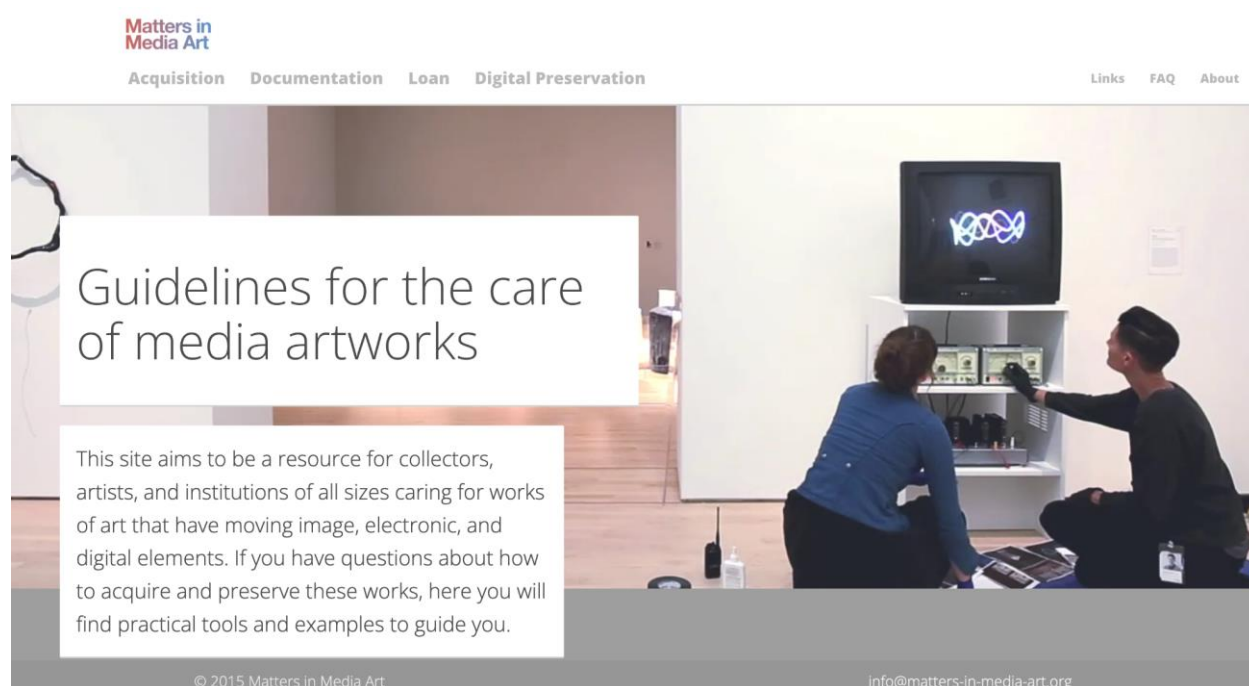 Matters in
Media Art
Acquisition Documentation Loan Digital Preservation
Links FAQ About
Guidelines for the care
of media artworks
This site aims to be a resource for collectors,
artists, and institutions of all sizes caring for works
of art that have moving image, electronic, and
digital elements. If you have questions about how
to acquire and preserve these works, here you will
find practical tools and examples to guide you.
© 2015 Matters in Media Art
info@matters-in-media-art.org